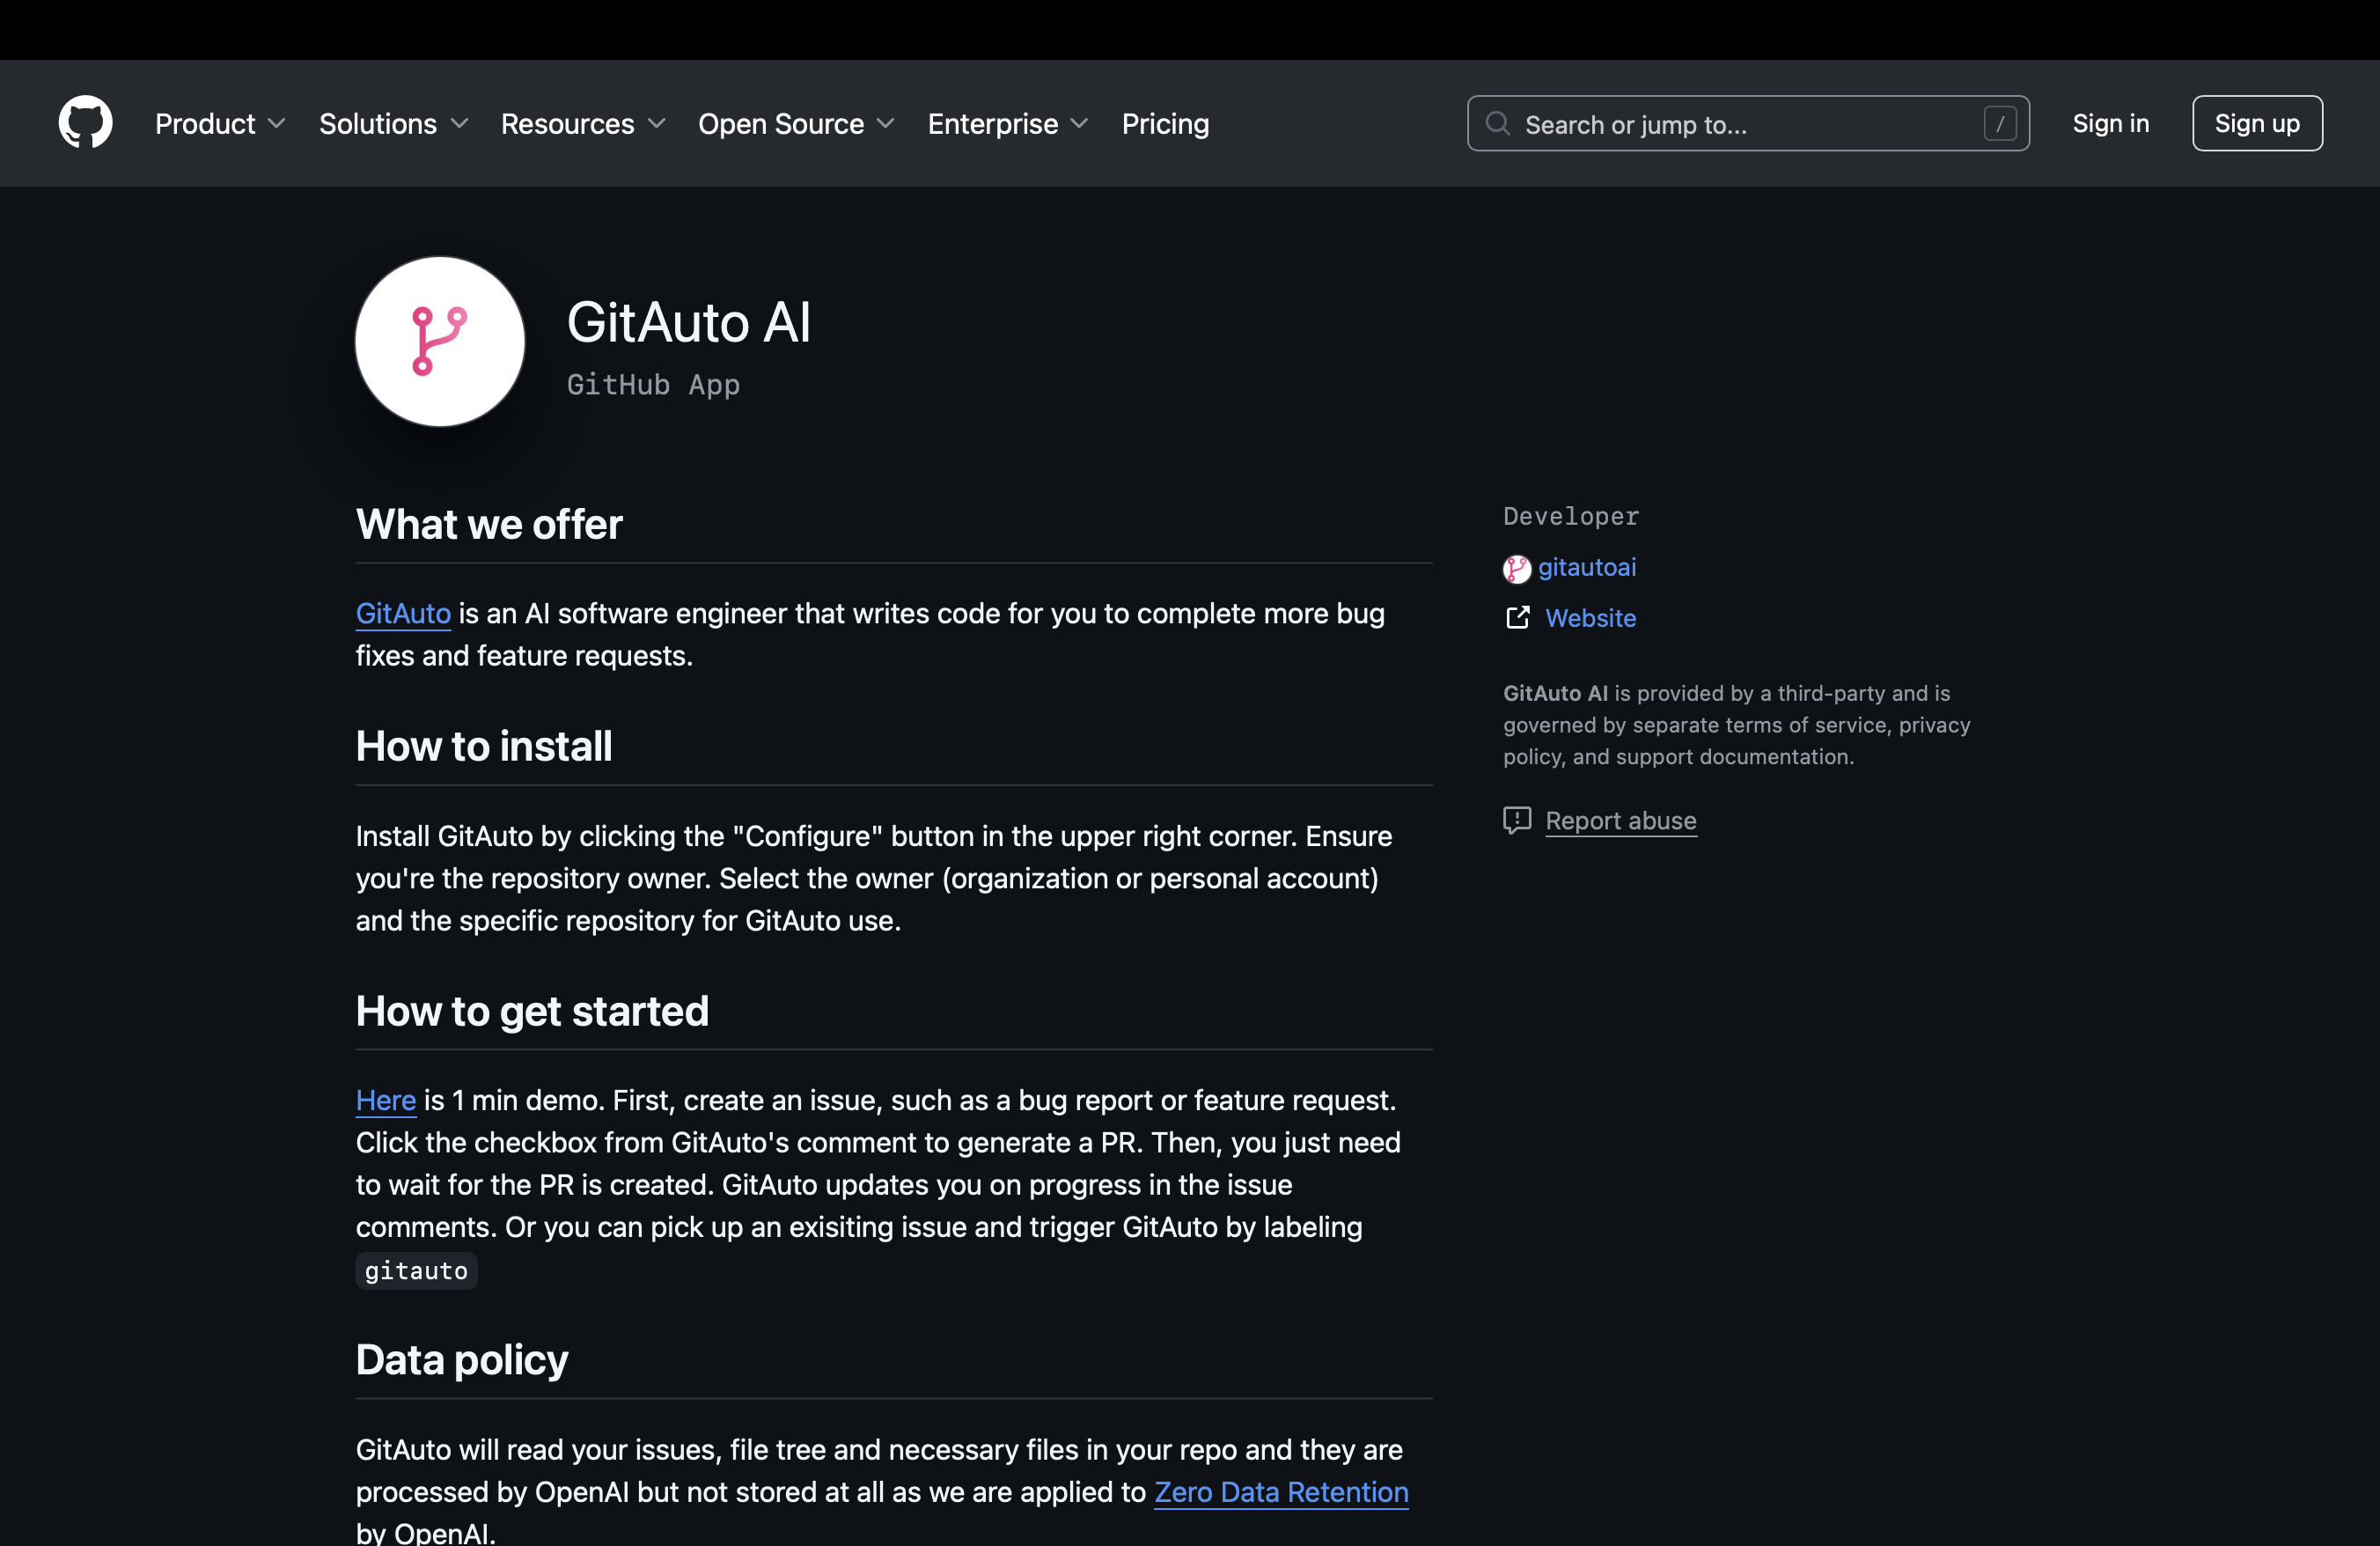 Product Solutions Resources Open Source Enterprise Pricing Search or jump to... / Sign in Sign up
GitAuto AI
GitHub App
What we offer
GitAuto is an AI software engineer that writes code for you to complete more bug
fixes and feature requests.
How to install
Install GitAuto by clicking the "Configure" button in the upper right corner. Ensure
you're the repository owner. Select the owner (organization or personal account)
and the specific repository for GitAuto use.
How to get started
Here is 1 min demo. First, create an issue, such as a bug report or feature request.
Click the checkbox from GitAuto's comment to generate a PR. Then, you just need
to wait for the PR is created. GitAuto updates you on progress in the issue
comments. Or you can pick up an exisiting issue and trigger GitAuto by labeling
gitauto
Data policy
GitAuto will read your issues, file tree and necessary files in your repo and they are
processed by OpenAI but not stored at all as we are applied to Zero Data Retention
by OpenAI.
Developer
gitautoai
Website
GitAuto AI is provided by a third-party and is
governed by separate terms of service, privacy
policy, and support documentation.
Report abuse